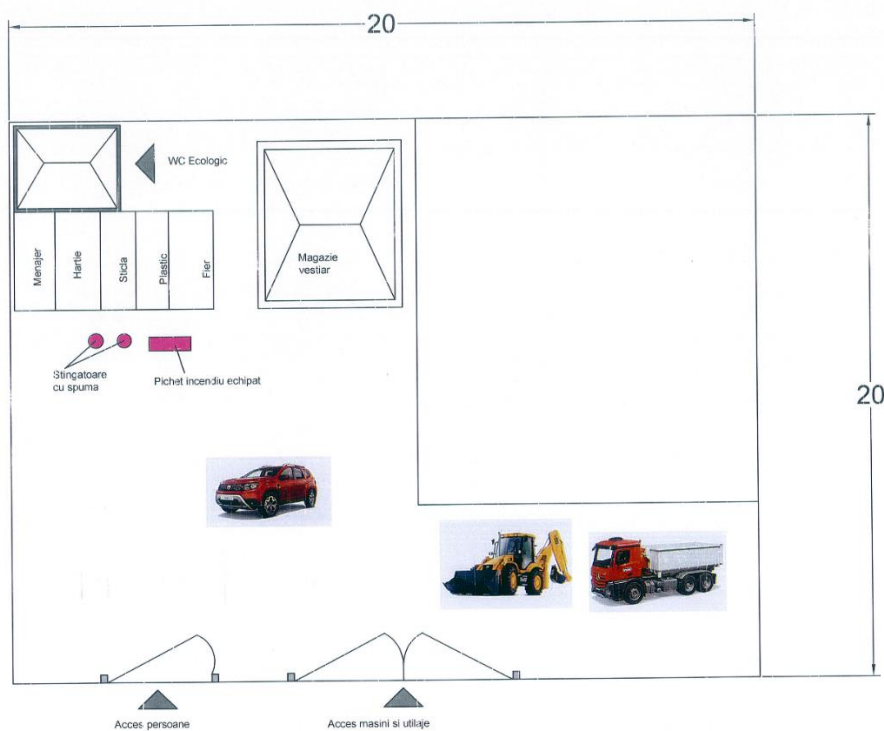 20
WC Ecologic
Menajer
Hartie
Sticla
Plastic
Fier
Magazie
vestiar
Stingatoare
cu spuma
Pichet incendiu echipat
20
Acces persoane
Acces masini si utilaje